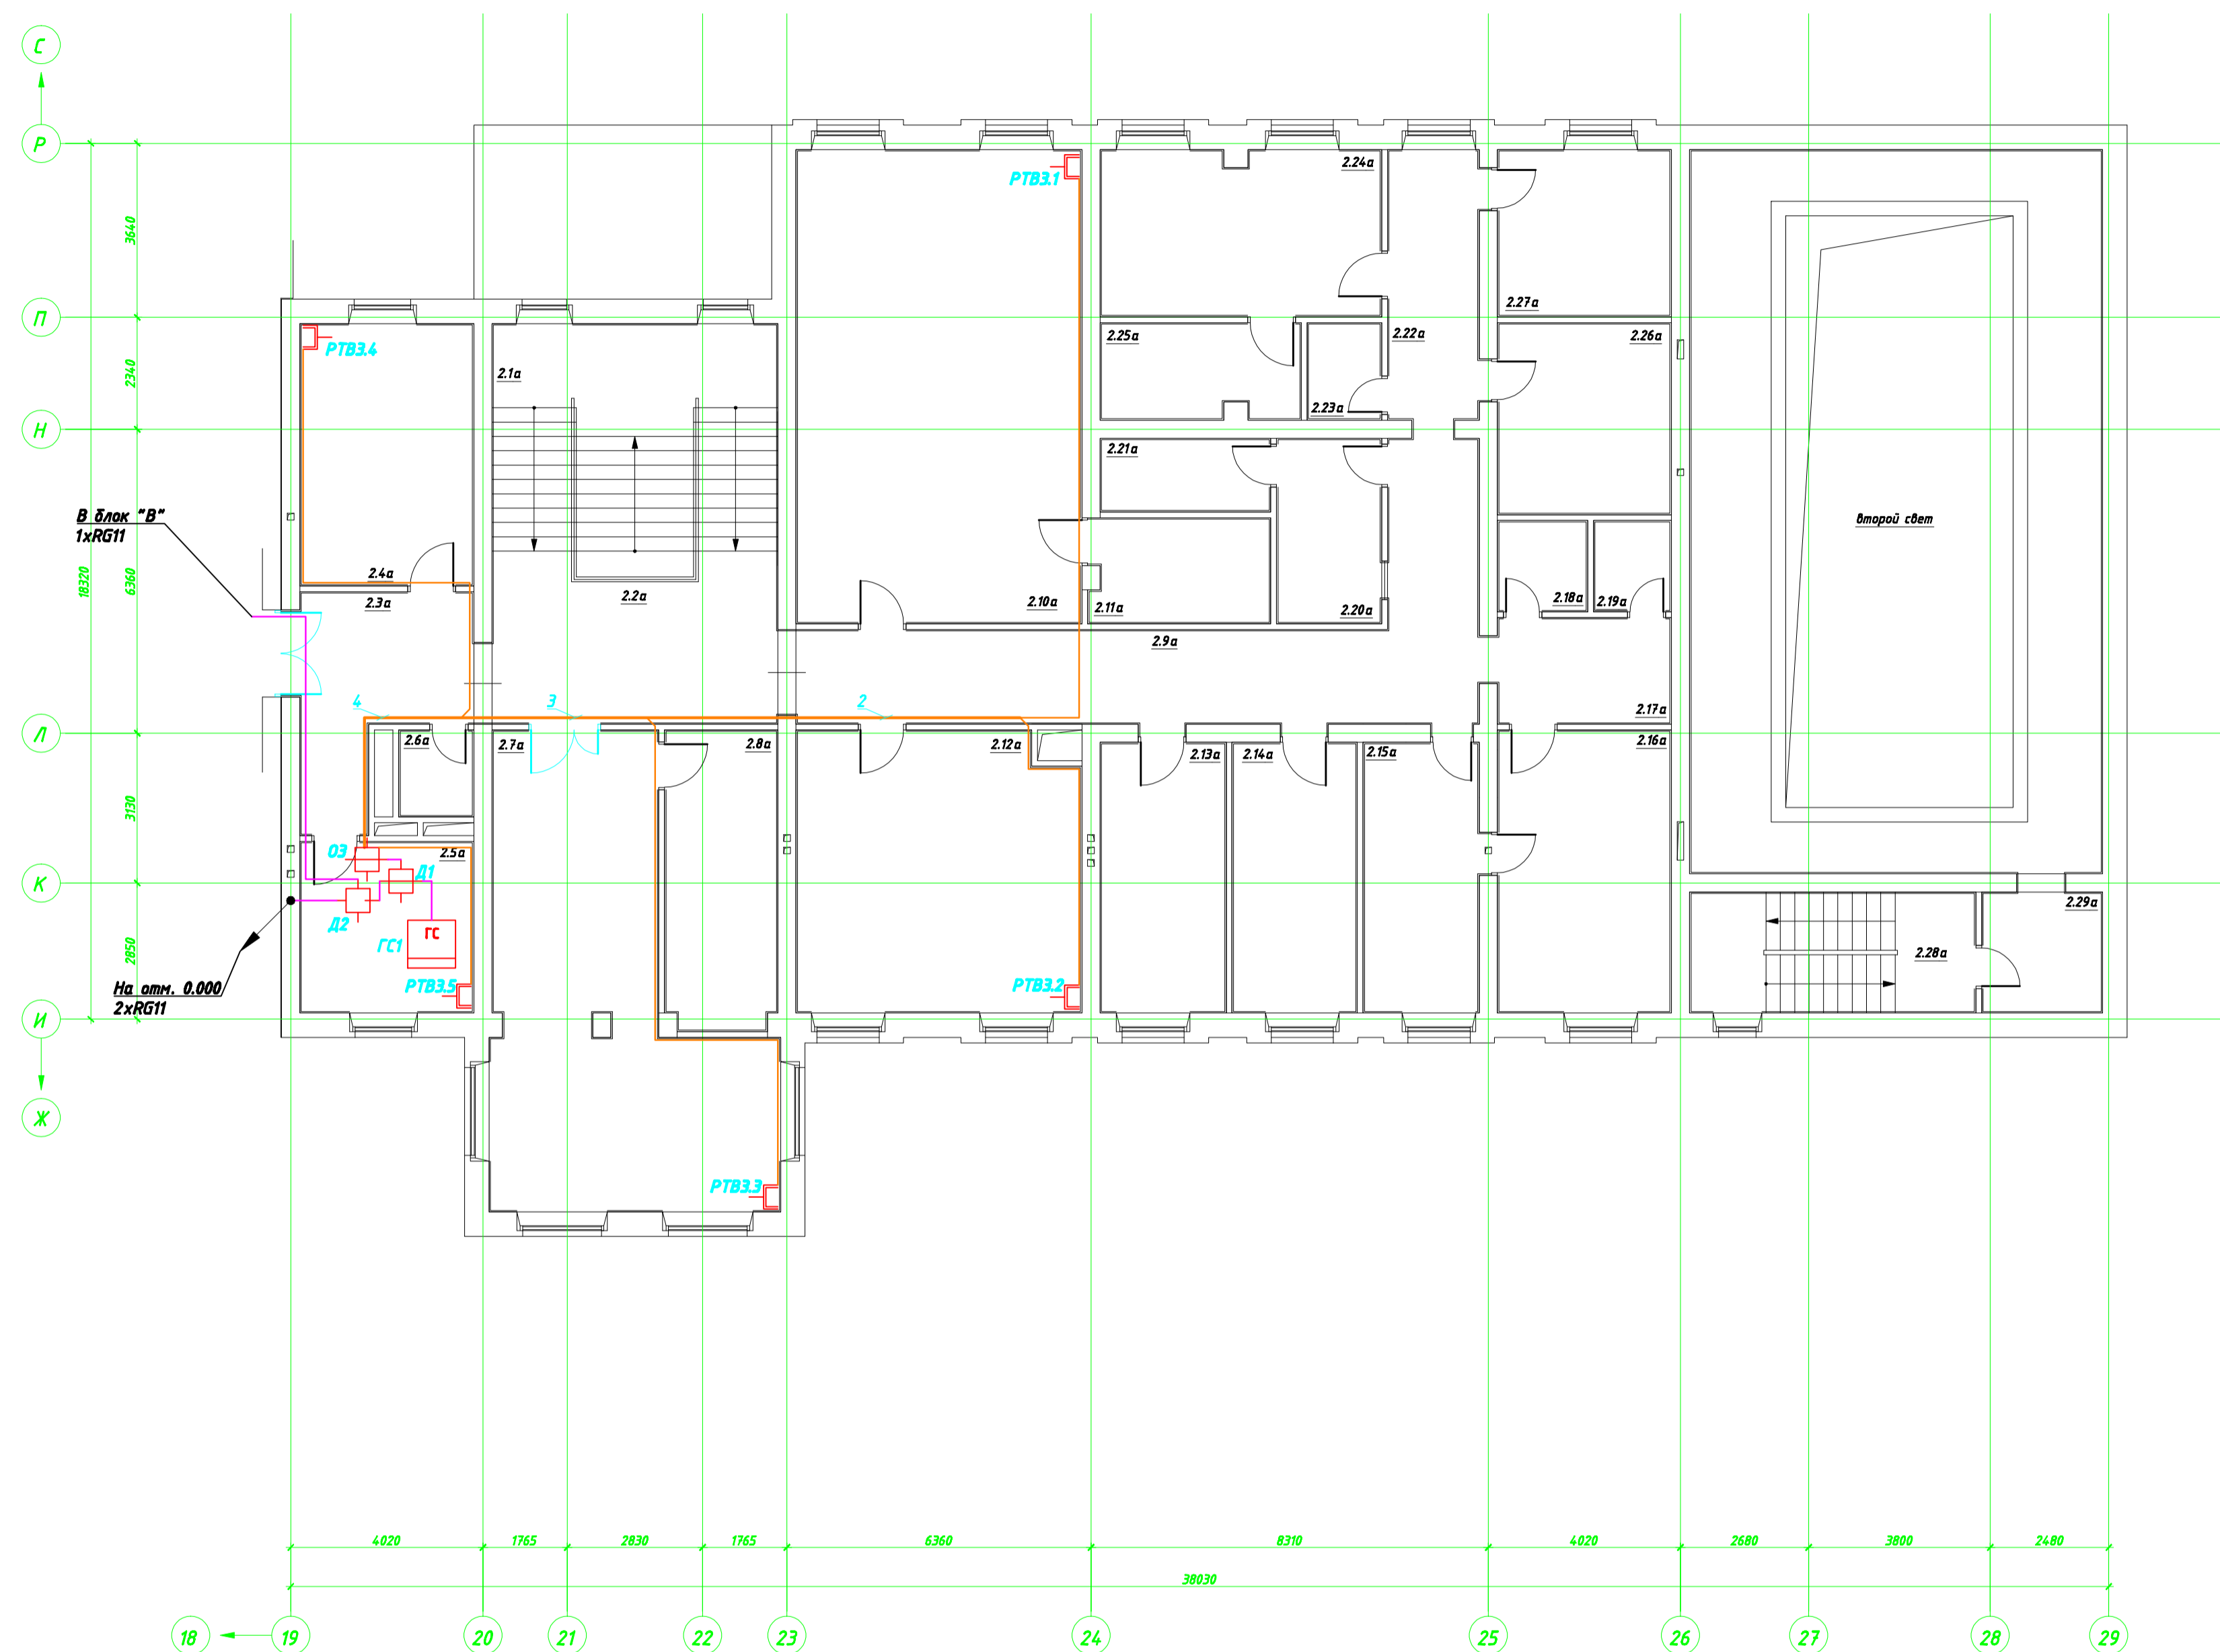 С
Р
П
Н
Л
К
И
Ж
3640
2340
6360
3130
2850
18320
РТВ3.1
2.24а
2.27а
РТВ3.4
2.25а
2.22а
2.26а
2.1а
2.23а
2.21а
В блок "В"
1xRG11
второй свет
2.4а
2.3а
2.2а
2.10а
2.11а
2.20а
2.18а
2.19а
2.9а
4
3
2
2.17а
2.6а
2.7а
2.8а
2.12а
2.13а
2.14а
2.15а
2.16а
О3
2.5а
Д1
Д2
ГС1
ГС
2.29а
2.28а
На отм. 0.000
2xRG11
РТВ3.5
РТВ3.2
РТВ3.3
4020
1765
2830
1765
6360
8310
4020
2680
3800
2480
38030
18
19
20
21
22
23
24
25
26
27
28
29